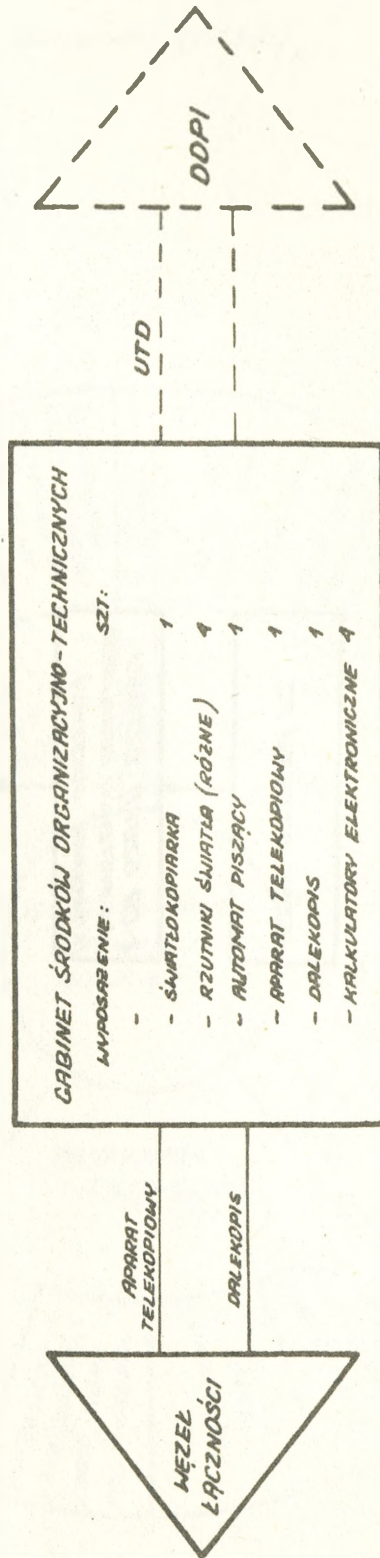 WĘZEŁ
ŁĄCZNOŚCI
APARAT
TELEKOPIOWY
DALEKOPIS
GABINET ŚRODKÓW ORGANIZACYJNO-TECHNICZNYCH
WYPOSAŻENIE: SZT:
-
- ŚWIATŁOKOPIARKA 1
- RZUTNIKI ŚWIATŁA (RÓŻNE) 4
- AUTOMAT PISZĄCY 1
- APARAT TELEKOPIOWY 1
- DALEKOPIS 1
- KALKULATORY ELEKTRONICZNE 4
UTD
DDPI